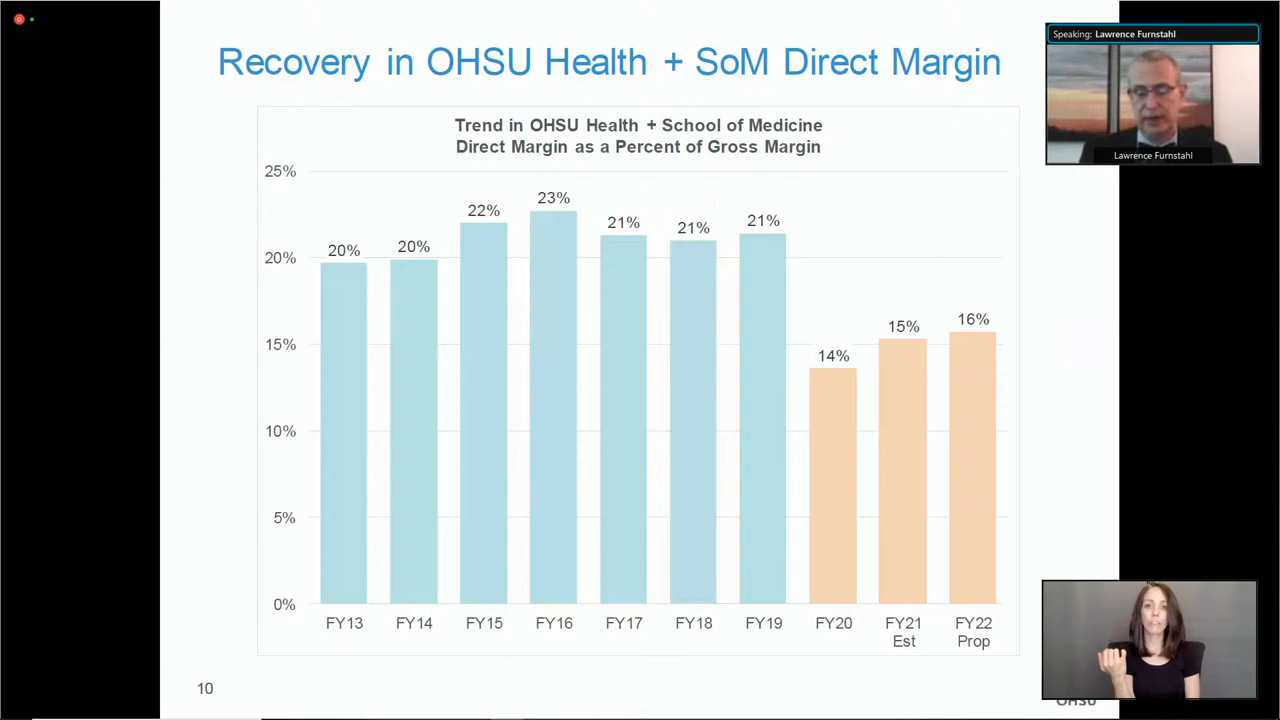 Recovery in OHSU Health + SoM Direct Margin
Speaking: Lawrence Furnstahl
Lawrence Furnstahl
Trend in OHSU Health + School of Medicine
Direct Margin as a Percent of Gross Margin
25%
20%
15%
10%
5%
0%
20%
20%
22%
23%
21%
21%
21%
14%
15%
16%
FY13
FY14
FY15
FY16
FY17
FY18
FY19
FY20
FY21
Est
FY22
Prop
10
OHSU